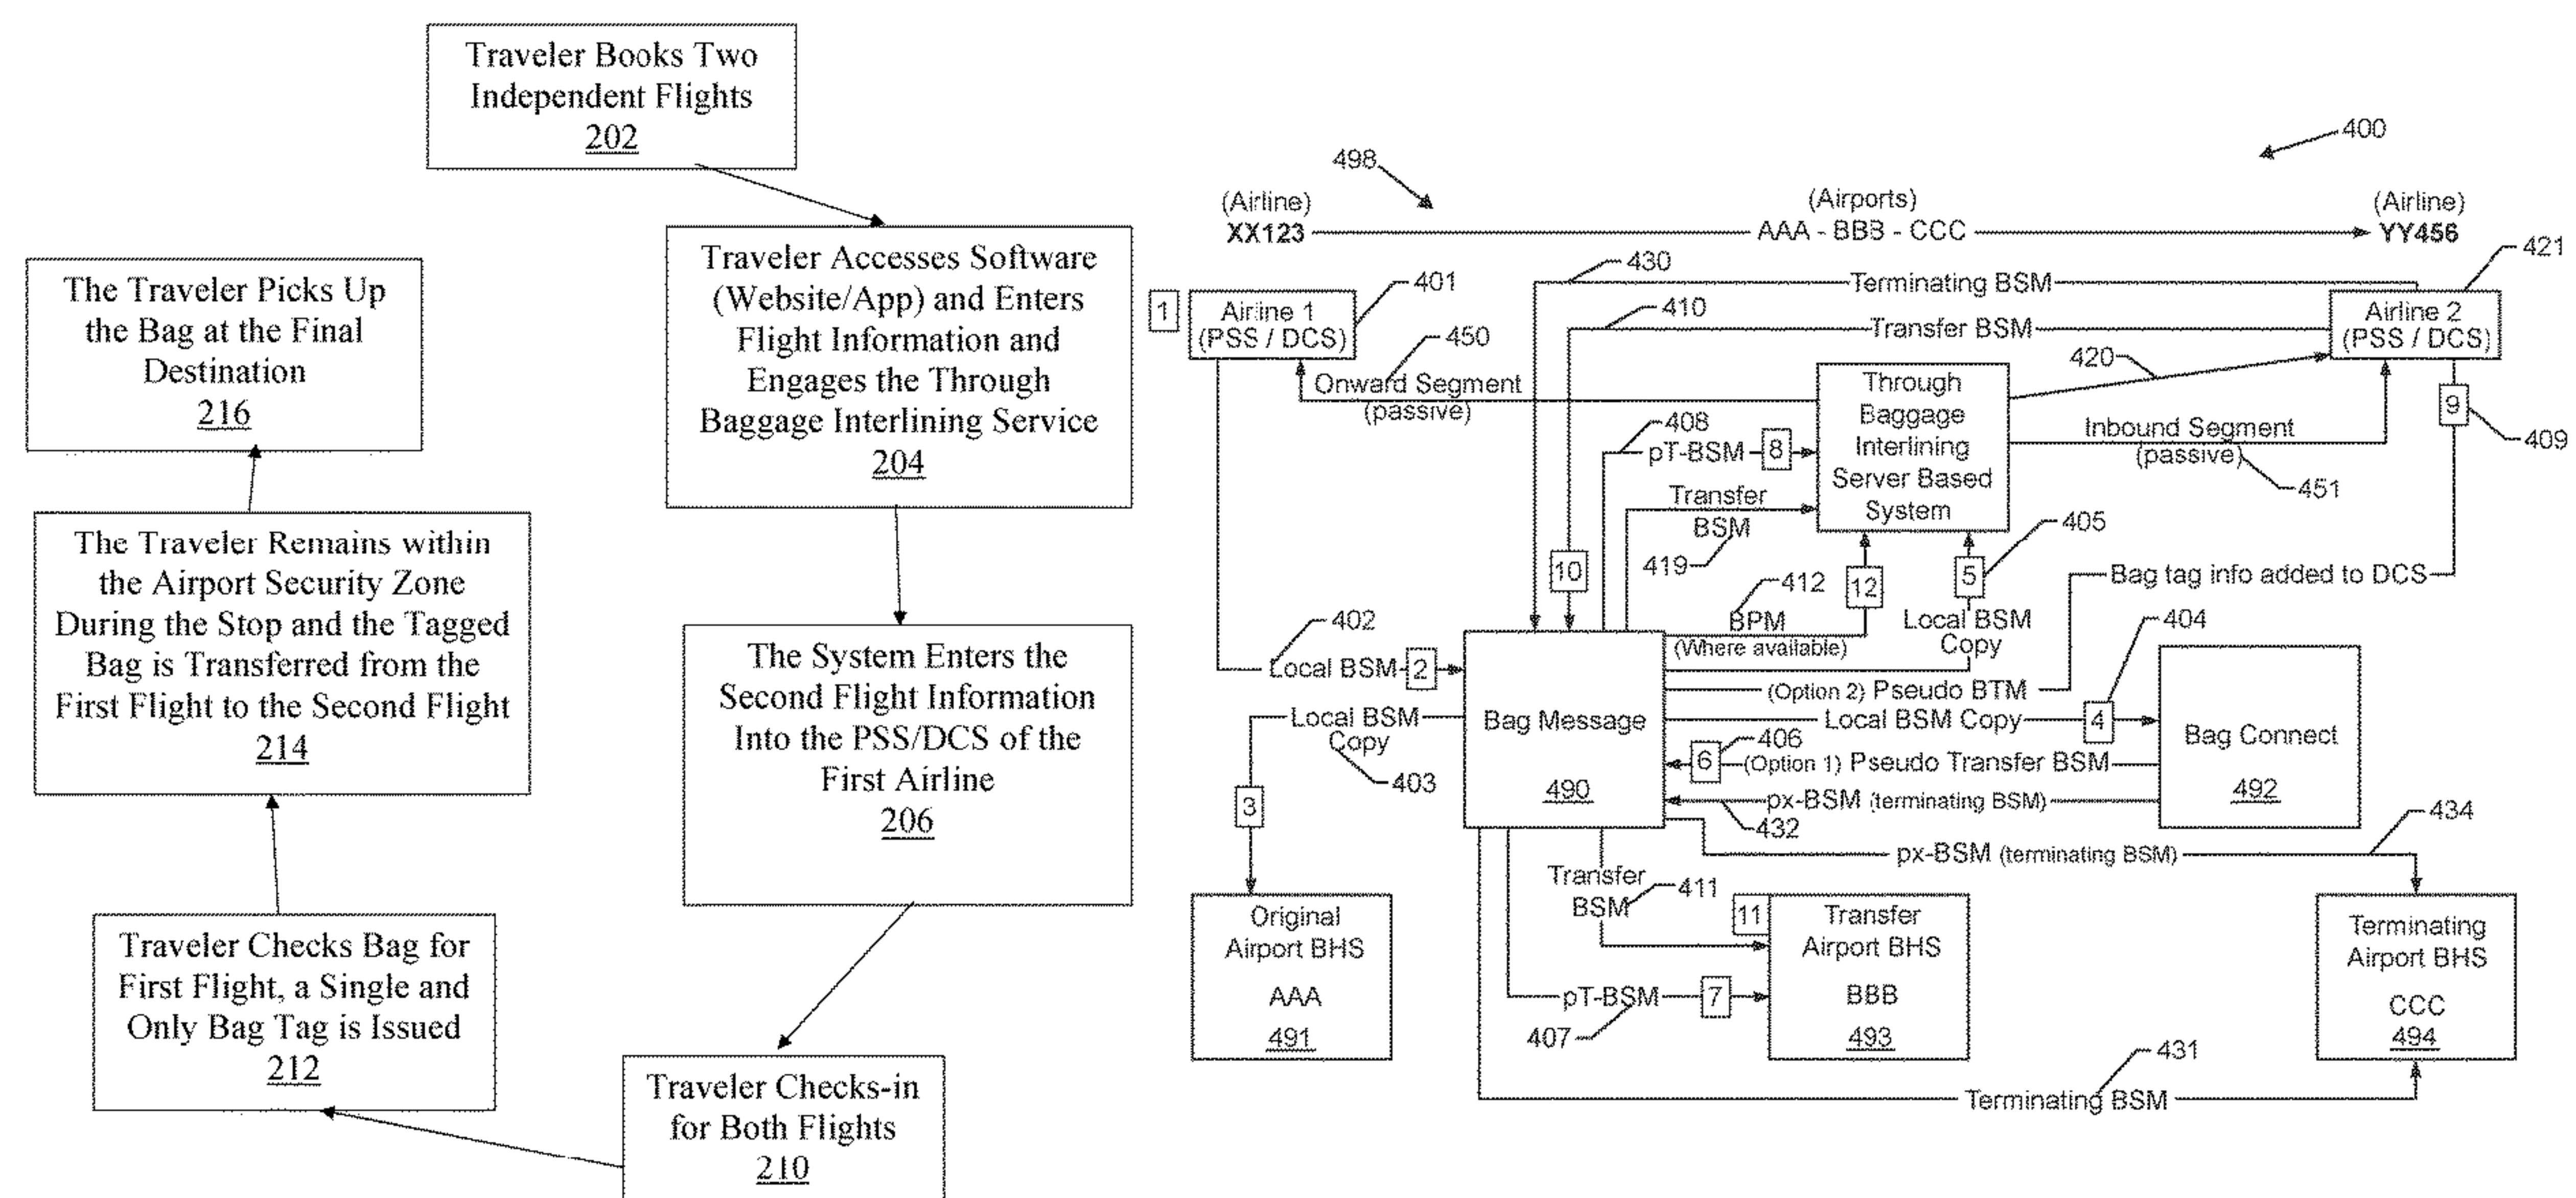 Traveler Books Two
Independent Flights
202
Traveler Accesses Software
(Website/App) and Enters
Flight Information and
Engages the Through
Baggage Interlining Service
204
The System Enters the
Second Flight Information
Into the PSS/DCS of the
First Airline
206
Traveler Checks-in
for Both Flights
210
Traveler Checks Bag for
First Flight, a Single and
Only Bag Tag is Issued
212
The Traveler Remains within
the Airport Security Zone
During the Stop and the Tagged
Bag is Transferred from the
First Flight to the Second Flight
214
The Traveler Picks Up
the Bag at the Final
Destination
216
400
498
(Airline)
XX123
(Airports)
AAA - BBB - CCC
(Airline)
YY456
421
430
Terminating BSM
410
Transfer BSM
1
Airline 1
(PSS / DCS)
401
450
Onward Segment
(passive)
Airline 2
(PSS / DCS)
420
9
409
Through
Baggage
Interlining
Server Based
System
Inbound Segment
(passive)
451
408
pT-BSM
8
Transfer
BSM
419
10
412
12
BPM
(Where available)
405
5
Local BSM
Copy
Bag tag info added to DCS
404
402
Local BSM
2
(Option 2) Pseudo BTM
Local BSM Copy
4
Local BSM
Copy
403
3
Bag Message
490
406
6
(Option 1) Pseudo Transfer BSM
px-BSM (terminating BSM)
432
Bag Connect
492
434
px-BSM (terminating BSM)
Transfer
BSM
411
11
pT-BSM
7
407
Original
Airport BHS
AAA
491
Transfer
Airport BHS
BBB
493
Terminating
Airport BHS
CCC
494
431
Terminating BSM